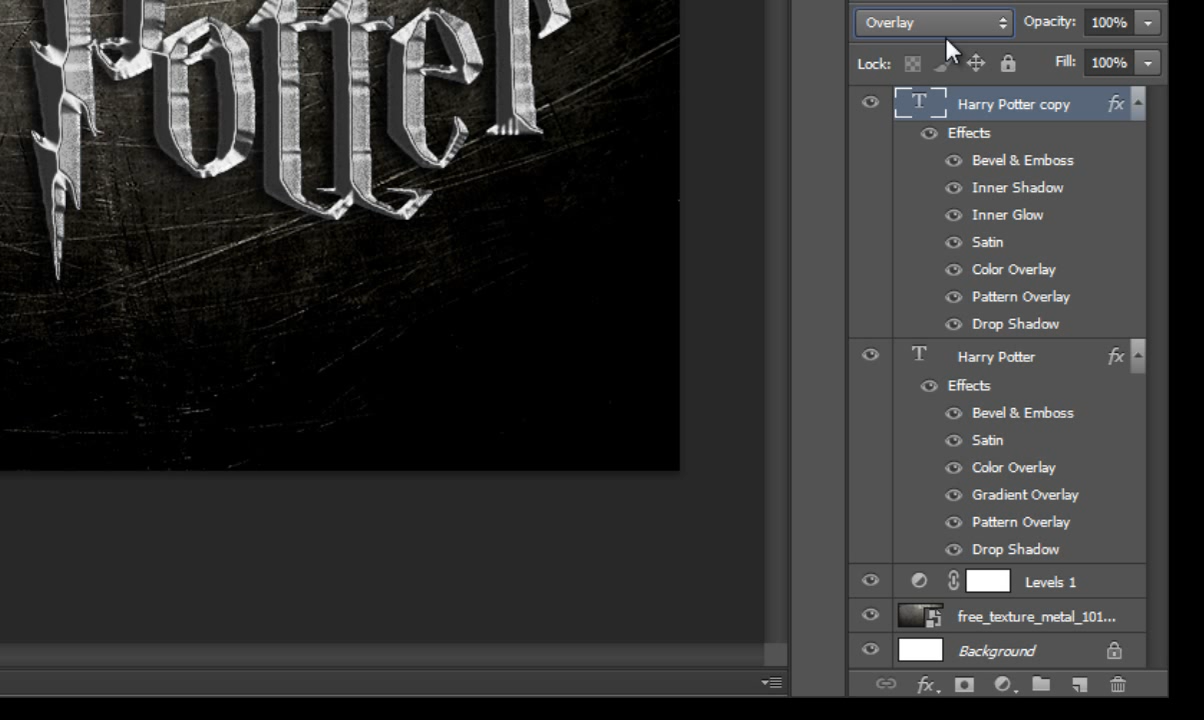 Potter
Overlay Opacity: 100%
Lock: Fill: 100%
T Harry Potter copy fx
Effects
Bevel & Emboss
Inner Shadow
Inner Glow
Satin
Color Overlay
Pattern Overlay
Drop Shadow
T Harry Potter fx
Effects
Bevel & Emboss
Satin
Color Overlay
Gradient Overlay
Pattern Overlay
Drop Shadow
Levels 1
free_texture_metal_101...
Background
fx.